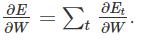 ∂E/∂W = ∑_t ∂E_t/∂W.